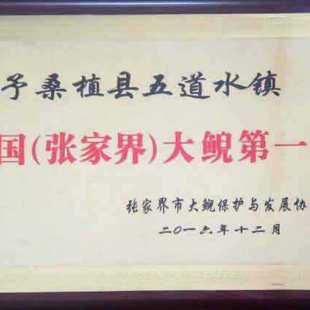 予桑植县五道水镇
国(张家界)大鲵第一
张家界市大鲵保护与发展协
二〇一六年十二月